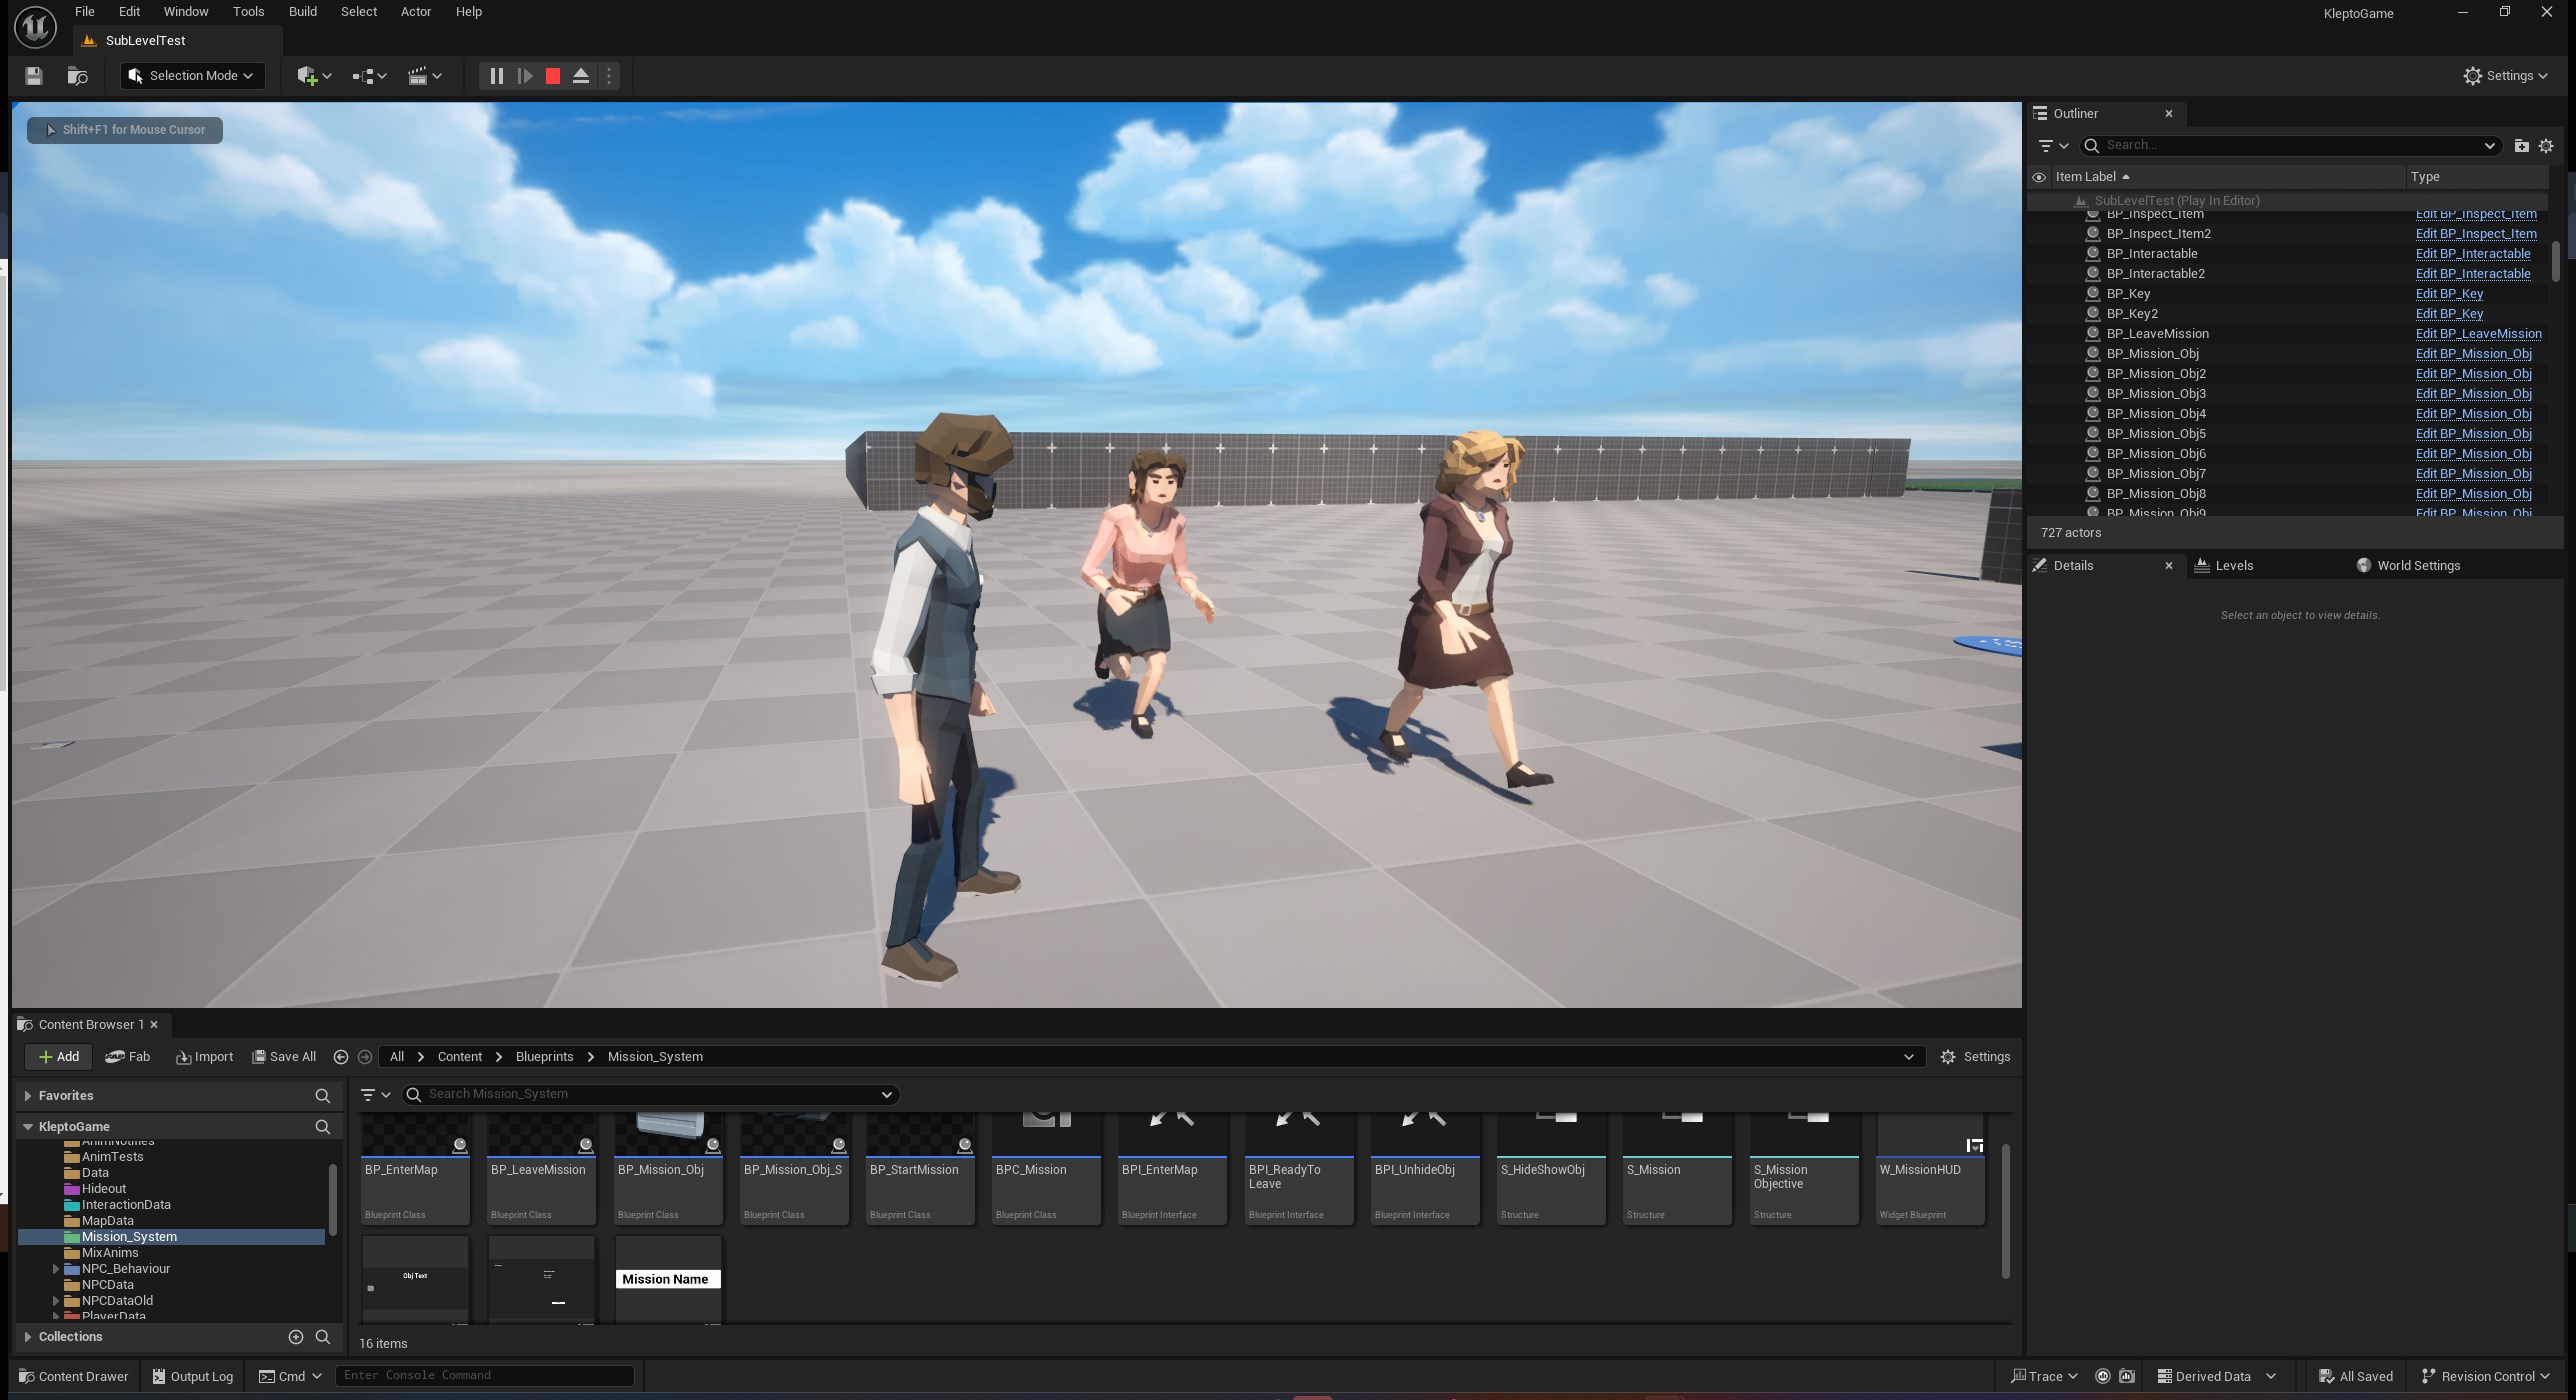 File Edit Window Tools Build Select Actor Help
KleptoGame
SubLevelTest
Selection Mode
Settings
Shift+F1 for Mouse Cursor
Outliner
Search...
Item Label Type
SubLevelTest (Play In Editor)
BP_Inspect_Item Edit BP_Inspect_Item
BP_Inspect_Item2 Edit BP_Inspect_Item
BP_Interactable Edit BP_Interactable
BP_Interactable2 Edit BP_Interactable
BP_Key Edit BP_Key
BP_Key2 Edit BP_Key
BP_LeaveMission Edit BP_LeaveMission
BP_Mission_Obj Edit BP_Mission_Obj
BP_Mission_Obj2 Edit BP_Mission_Obj
BP_Mission_Obj3 Edit BP_Mission_Obj
BP_Mission_Obj4 Edit BP_Mission_Obj
BP_Mission_Obj5 Edit BP_Mission_Obj
BP_Mission_Obj6 Edit BP_Mission_Obj
BP_Mission_Obj7 Edit BP_Mission_Obj
BP_Mission_Obj8 Edit BP_Mission_Obj
BP_Mission_Obj9 Edit BP_Mission_Obj
727 actors
Details Levels World Settings
Select an object to view details.
Content Browser 1
Add Fab Import Save All All Content Blueprints Mission_System Settings
Favorites
Search Mission_System
KleptoGame
AnimNotifies
AnimTests
Data
Hideout
InteractionData
MapData
Mission_System
MixAnims
NPC_Behaviour
NPCData
NPCDataOld
PlayerData
Collections
BP_EnterMap
Blueprint Class
BP_LeaveMission
Blueprint Class
BP_Mission_Obj
Blueprint Class
BP_Mission_Obj_S
Blueprint Class
BP_StartMission
Blueprint Class
BPC_Mission
Blueprint Class
BPI_EnterMap
Blueprint Interface
BPI_ReadyTo
Leave
Blueprint Interface
BPI_UnhideObj
Blueprint Interface
S_HideShowObj
Structure
S_Mission
Structure
S_Mission
Objective
Structure
W_MissionHUD
Widget Blueprint
Obj Text
Mission Name
16 items
Content Drawer Output Log Cmd Enter Console Command
Trace Derived Data All Saved Revision Control